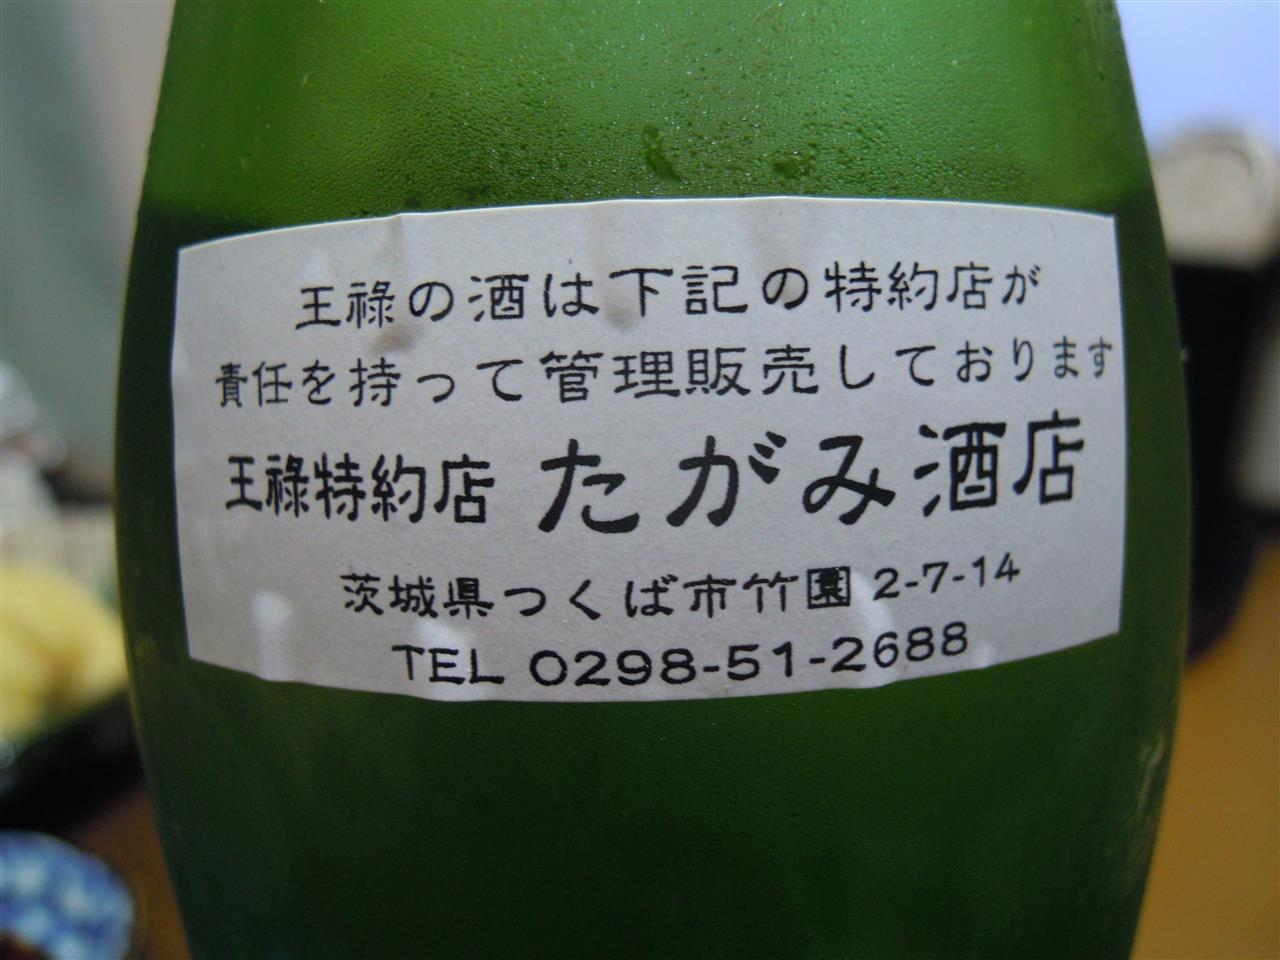 王祿の酒は下記の特約店が
責任を持って管理販売しております
王祿特約店 たがみ酒店
茨城県つくば市竹園 2-7-14
TEL 0298-51-2688